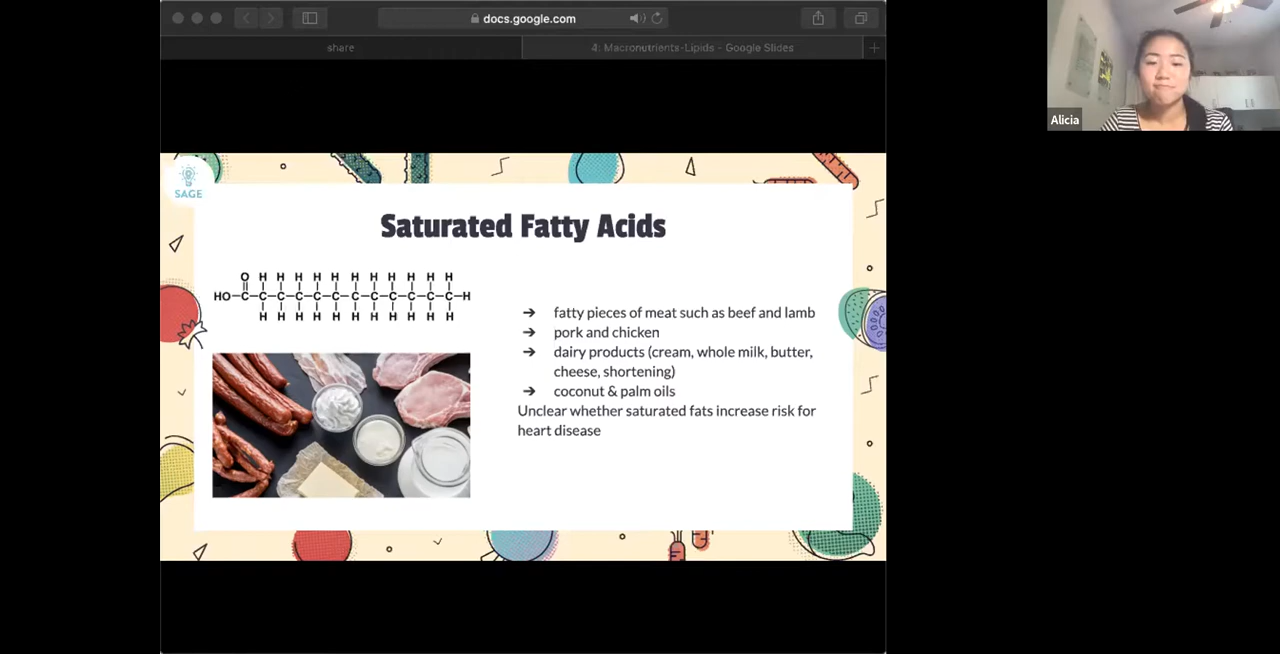 docs.google.com
share
4: Macronutrients-Lipids - Google Slides
Alicia
SAGE
Saturated Fatty Acids
O H H H H H H H H H H H
HO-C-C-C-C-C-C-C-C-C-C-C-C-H
H H H H H H H H H H H
→ fatty pieces of meat such as beef and lamb
→ pork and chicken
→ dairy products (cream, whole milk, butter,
cheese, shortening)
→ coconut & palm oils
Unclear whether saturated fats increase risk for
heart disease